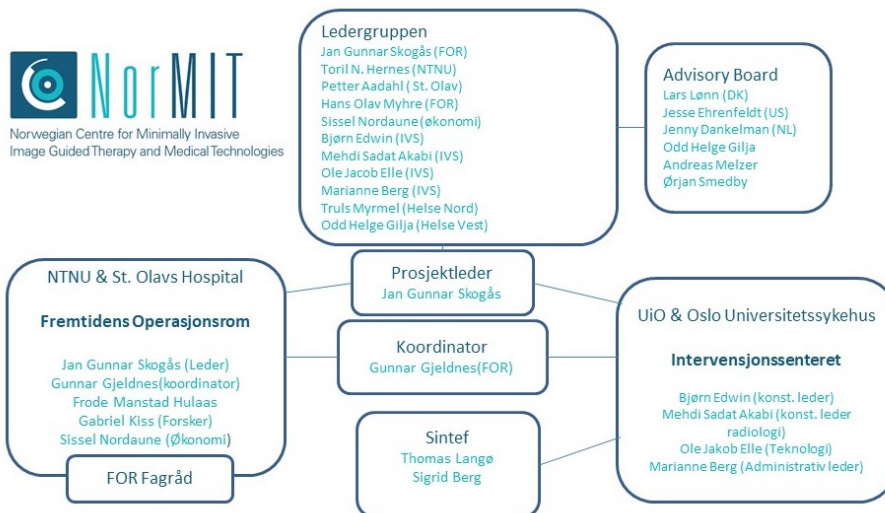 NorMIT
Norwegian Centre for Minimally Invasive
Image Guided Therapy and Medical Technologies
Ledergruppen
Jan Gunnar Skogås (FOR)
Toril N. Hernes (NTNU)
Petter Aadahl ( St. Olav)
Hans Olav Myhre (FOR)
Sissel Nordaune(økonomi)
Bjørn Edwin (IVS)
Mehdi Sadat Akabi (IVS)
Ole Jacob Elle (IVS)
Marianne Berg (IVS)
Truls Myrmel (Helse Nord)
Odd Helge Gilja (Helse Vest)
Advisory Board
Lars Lønn (DK)
Jesse Ehrenfeldt (US)
Jenny Dankelman (NL)
Odd Helge Gilja
Andreas Melzer
Ørjan Smedby
Prosjektleder
Jan Gunnar Skogås
NTNU & St. Olavs Hospital
Fremtidens Operasjonsrom
Jan Gunnar Skogås (Leder)
Gunnar Gjeldnes(koordinator)
Frode Manstad Hulaas
Gabriel Kiss (Forsker)
Sissel Nordaune (Økonomi)
FOR Fagråd
Koordinator
Gunnar Gjeldnes(FOR)
Sintef
Thomas Langø
Sigrid Berg
UiO & Oslo Universitetssykehus
Intervensjonssenteret
Bjørn Edwin (konst. leder)
Mehdi Sadat Akabi (konst. leder
radiologi)
Ole Jakob Elle (Teknologi)
Marianne Berg (Administrativ leder)